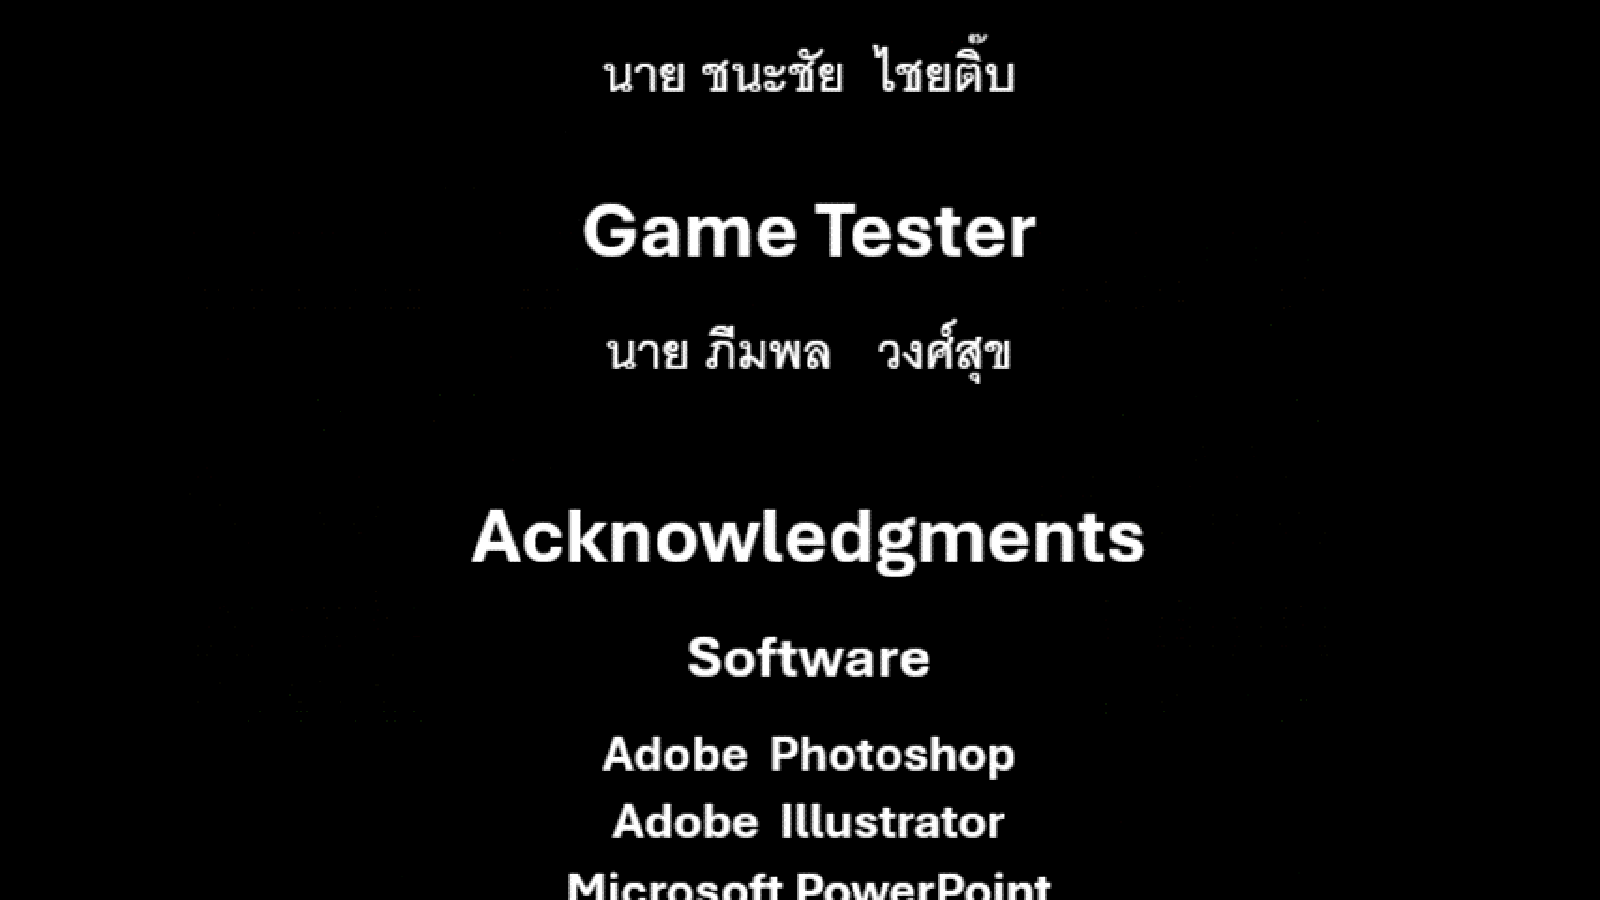 นาย ชนะชัย ไชยติ๊บ
Game Tester
นาย ภีมพล วงศ์สุข
Acknowledgments
Software
Adobe Photoshop
Adobe Illustrator
Microsoft PowerPoint